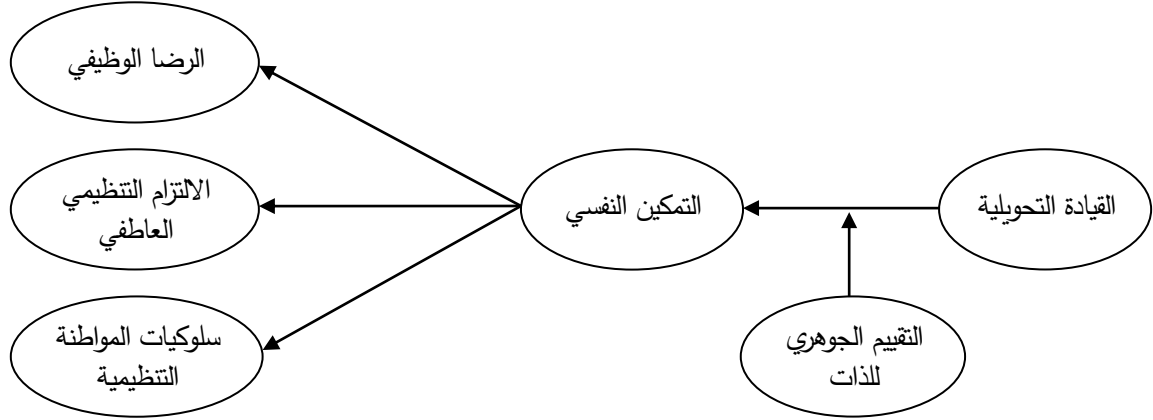 القيادة التحويلية
التقييم الجوهري
للذات
التمكين النفسي
الرضا الوظيفي
الالتزام التنظيمي
العاطفي
سلوكيات المواطنة
التنظيمية